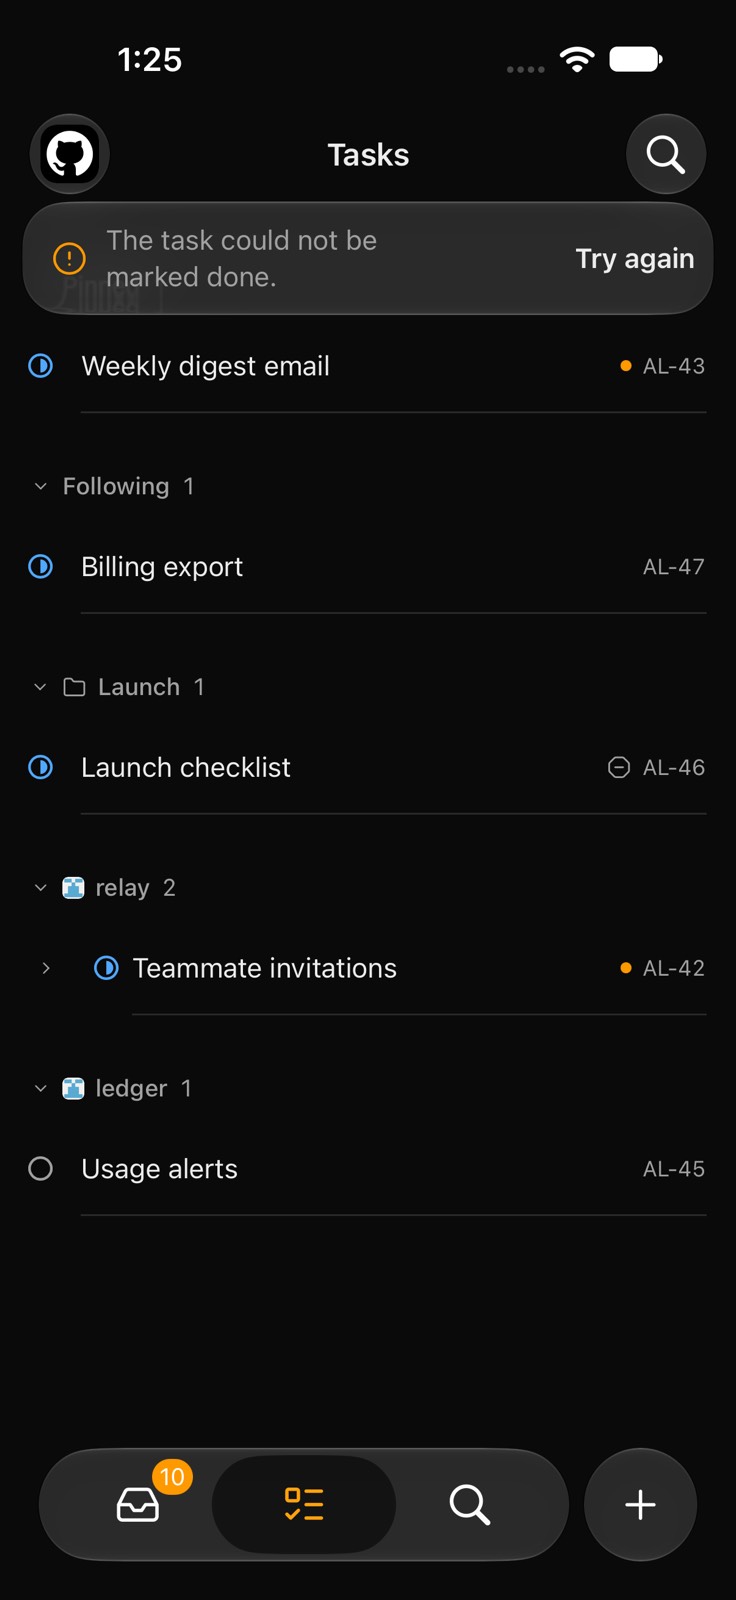 1:25
Tasks
The task could not be
marked done.
Try again
Weekly digest email
AL-43
Following 1
Billing export
AL-47
Launch 1
Launch checklist
AL-46
relay 2
Teammate invitations
AL-42
ledger 1
Usage alerts
AL-45
10